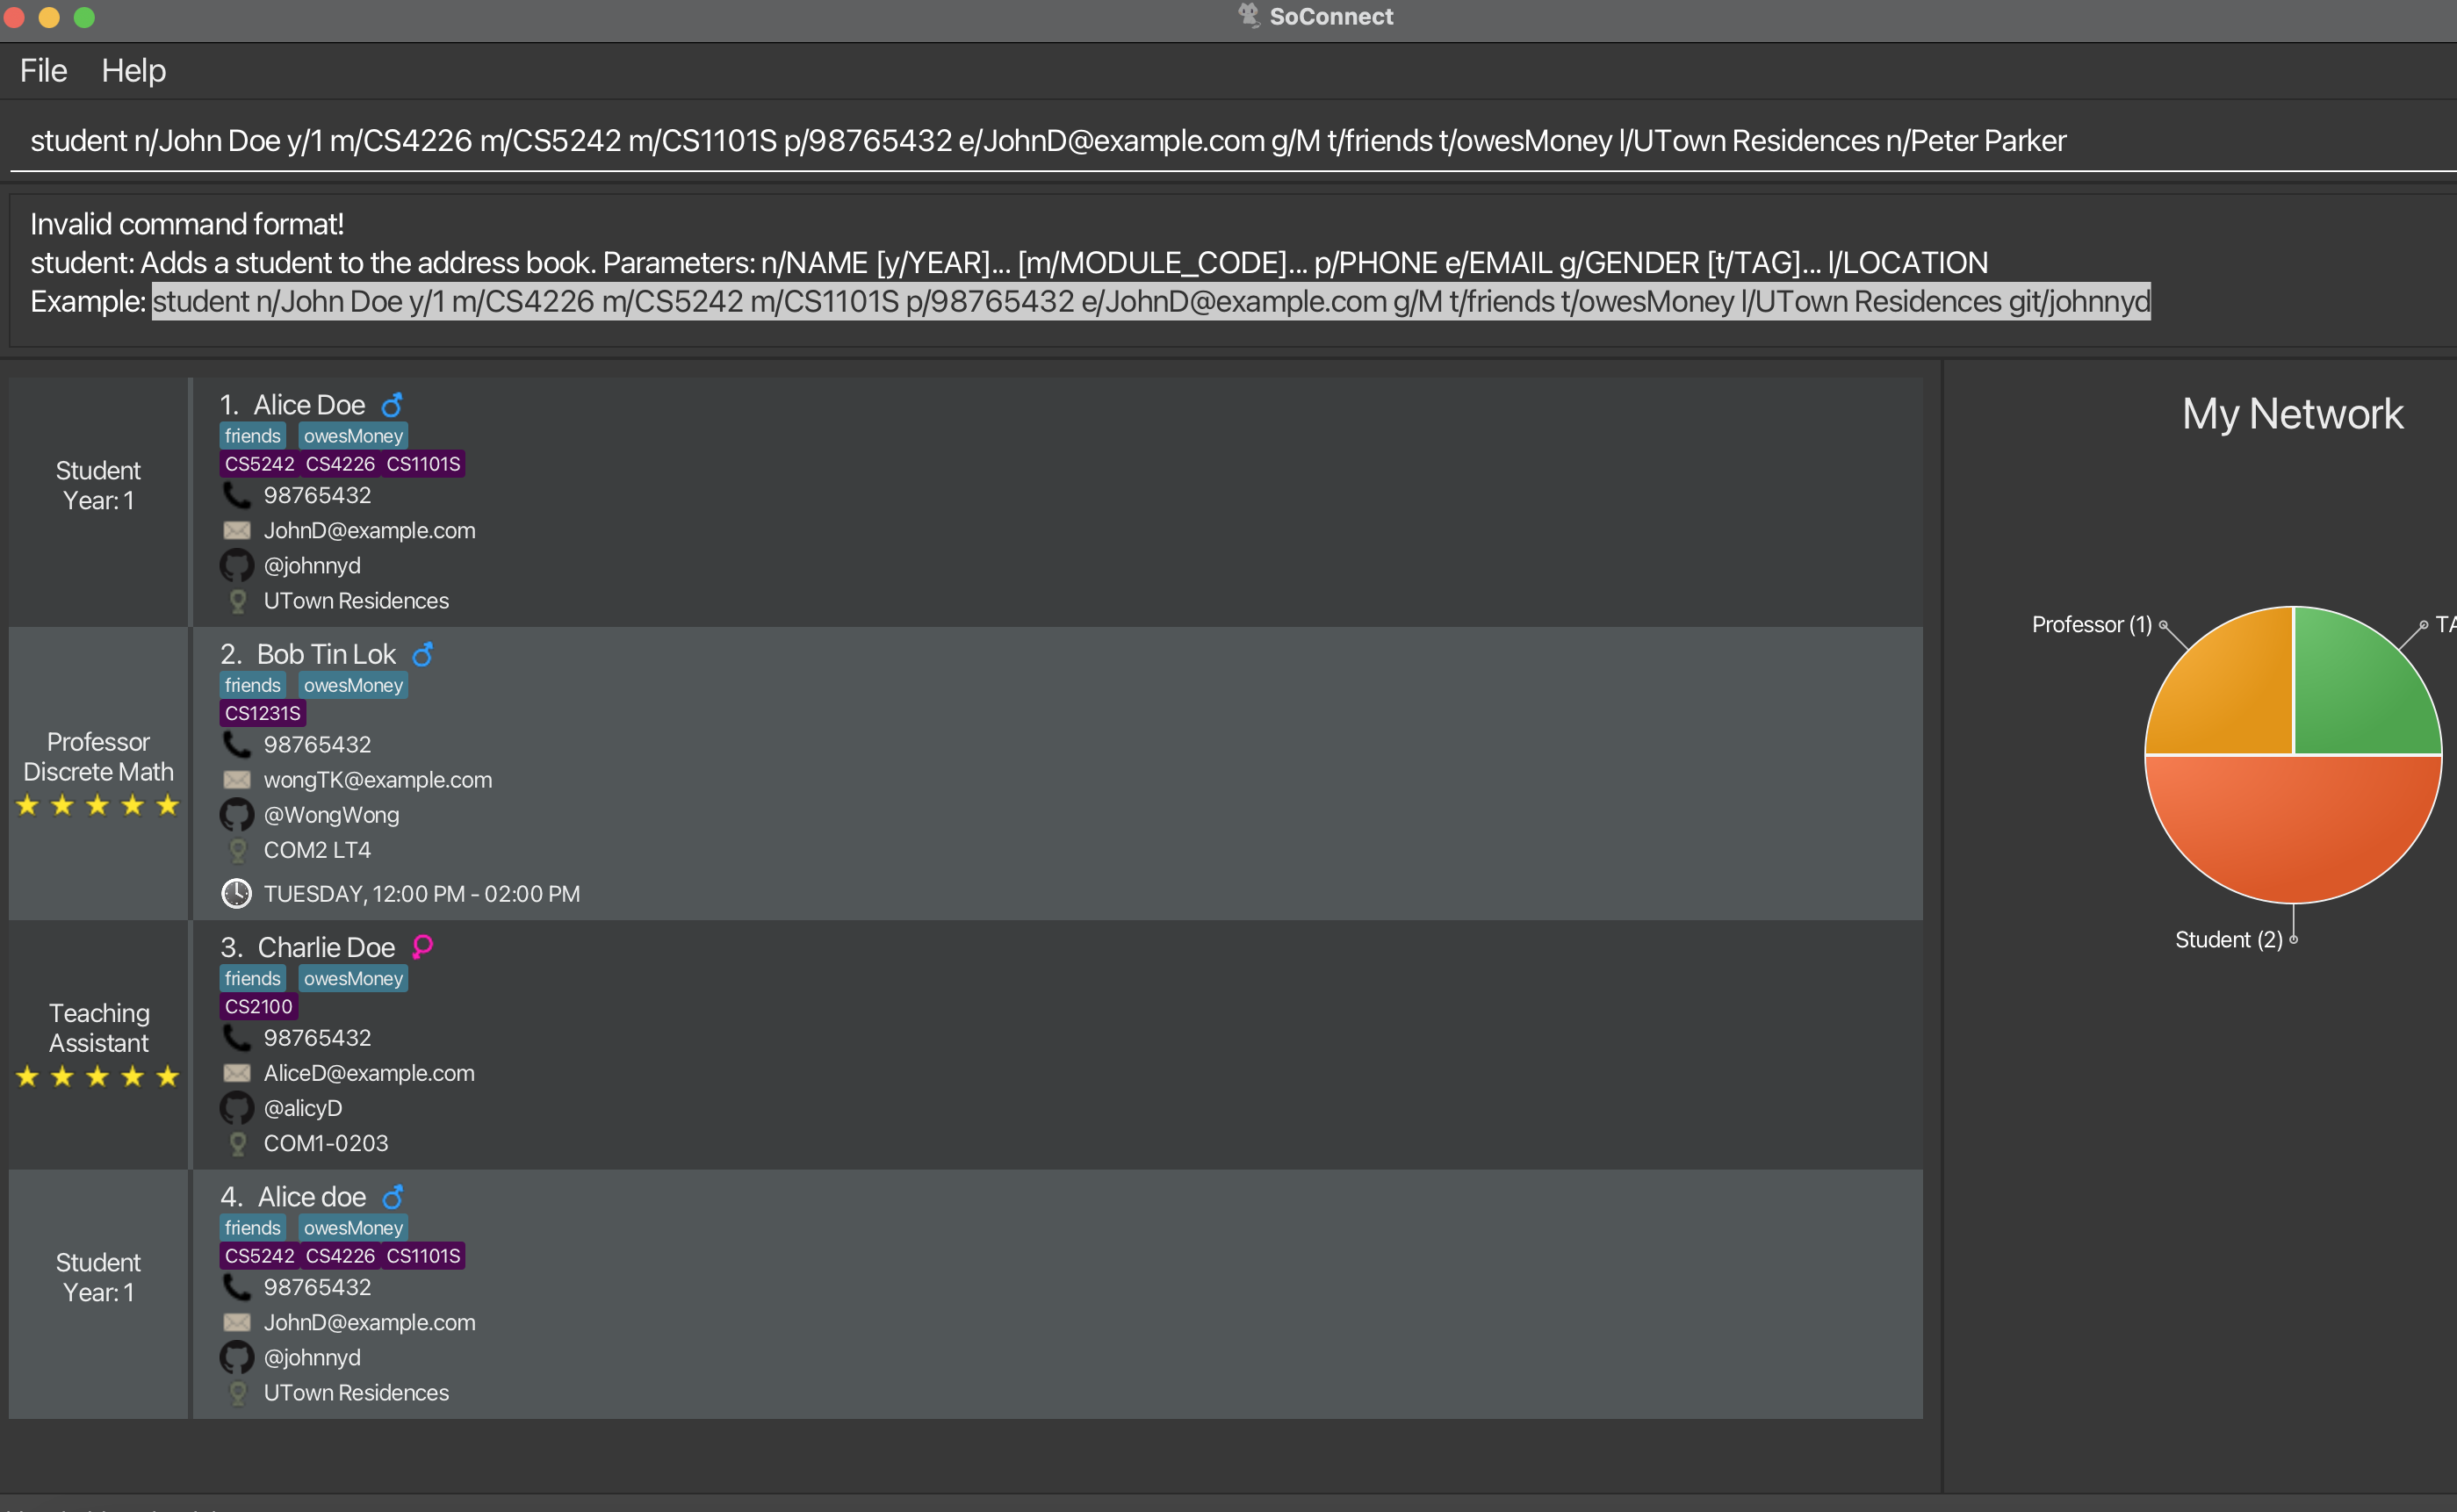 SoConnect
File Help
student n/John Doe y/1 m/CS4226 m/CS5242 m/CS1101S p/98765432 e/JohnD@example.com g/M t/friends t/owesMoney l/UTown Residences n/Peter Parker
Invalid command format!
student: Adds a student to the address book. Parameters: n/NAME [y/YEAR]... [m/MODULE_CODE]... p/PHONE e/EMAIL g/GENDER [t/TAG]... l/LOCATION
Example: student n/John Doe y/1 m/CS4226 m/CS5242 m/CS1101S p/98765432 e/JohnD@example.com g/M t/friends t/owesMoney l/UTown Residences git/johnnyd
Student
Year: 1
1. Alice Doe
friends owesMoney
CS5242 CS4226 CS1101S
98765432
JohnD@example.com
@johnnyd
UTown Residences
Professor
Discrete Math
2. Bob Tin Lok
friends owesMoney
CS1231S
98765432
wongTK@example.com
@WongWong
COM2 LT4
TUESDAY, 12:00 PM - 02:00 PM
Teaching
Assistant
3. Charlie Doe
friends owesMoney
CS2100
98765432
AliceD@example.com
@alicyD
COM1-0203
Student
Year: 1
4. Alice doe
friends owesMoney
CS5242 CS4226 CS1101S
98765432
JohnD@example.com
@johnnyd
UTown Residences
My Network
Professor (1)
TA
Student (2)